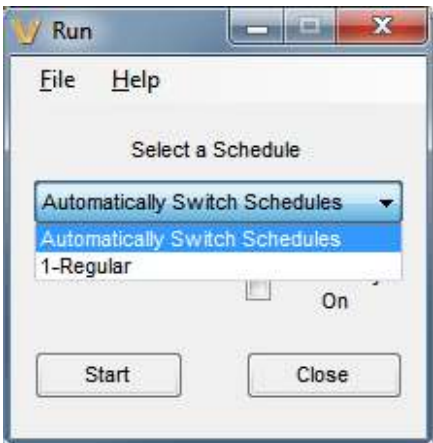 Run
File Help
Select a Schedule
Automatically Switch Schedules
Automatically Switch Schedules
1-Regular
On
Start Close